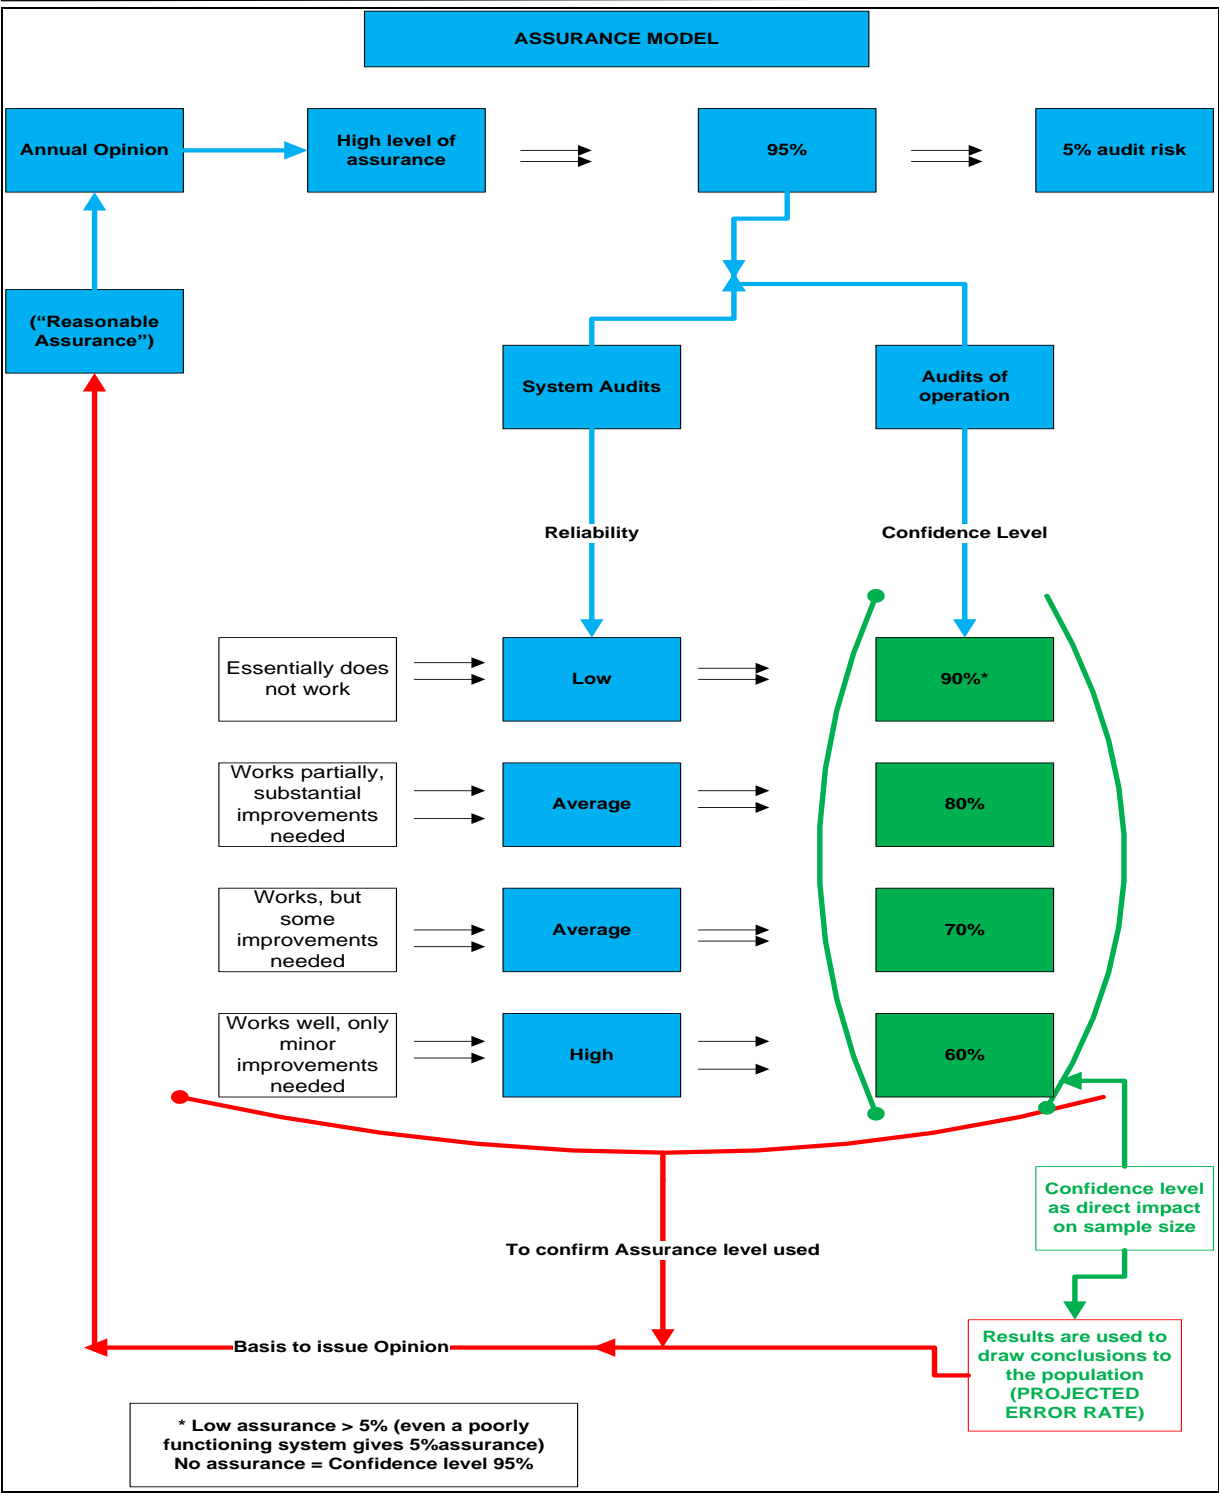 ASSURANCE MODEL
Annual Opinion
High level of
assurance
95%
5% audit risk
(“Reasonable
Assurance”)
System Audits
Audits of
operation
Reliability
Confidence Level
Essentially does
not work
Low
90%*
Works partially,
substantial
improvements
needed
Average
80%
Works, but
some
improvements
needed
Average
70%
Works well, only
minor
improvements
needed
High
60%
Confidence level
as direct impact
on sample size
To confirm Assurance level used
Basis to issue Opinion
Results are used to
draw conclusions to
the population
(PROJECTED
ERROR RATE)
* Low assurance > 5% (even a poorly
functioning system gives 5%assurance)
No assurance = Confidence level 95%